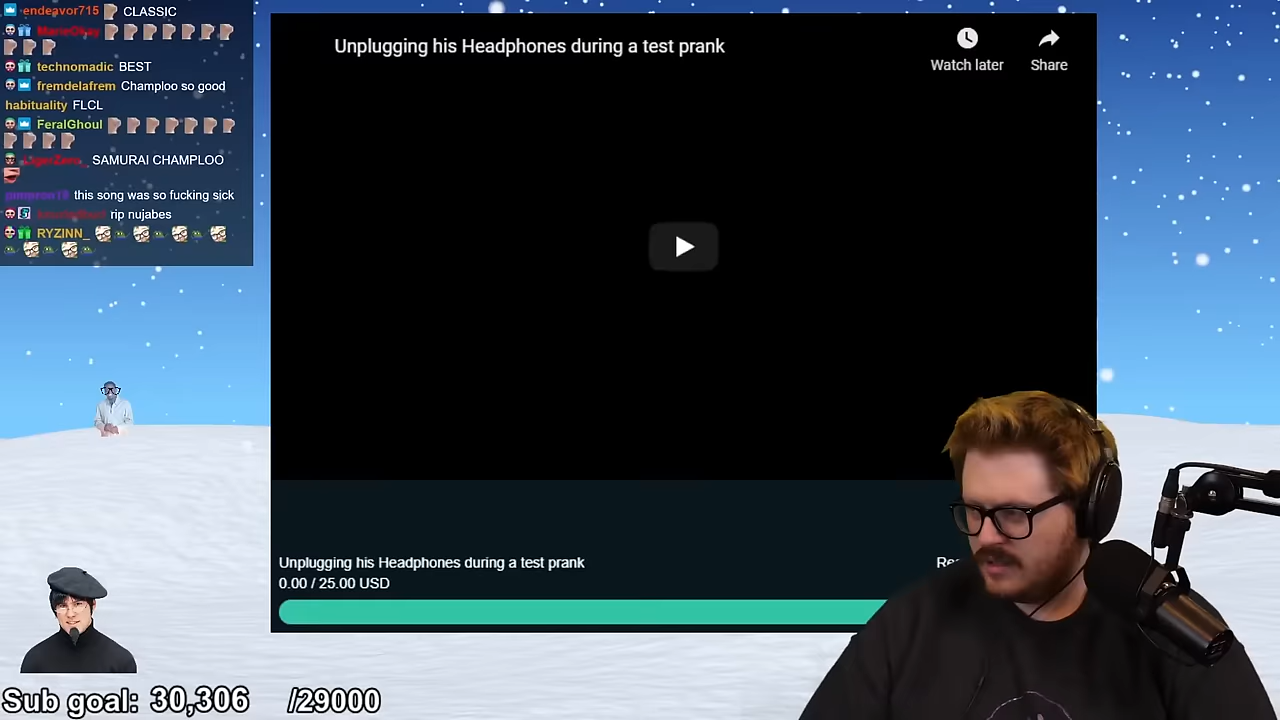 endeavor715 CLASSIC
MarieOkay
technomadic BEST
fremdelafrem Champloo so good
habituality FLCL
FeralGhoul
SAMURAI CHAMPLOO
this song was so fucking sick
rip nujabes
RYZINN_
Unplugging his Headphones during a test prank
Watch later
Share
Unplugging his Headphones during a test prank
0.00 / 25.00 USD
Sub goal: 30,306 /29000